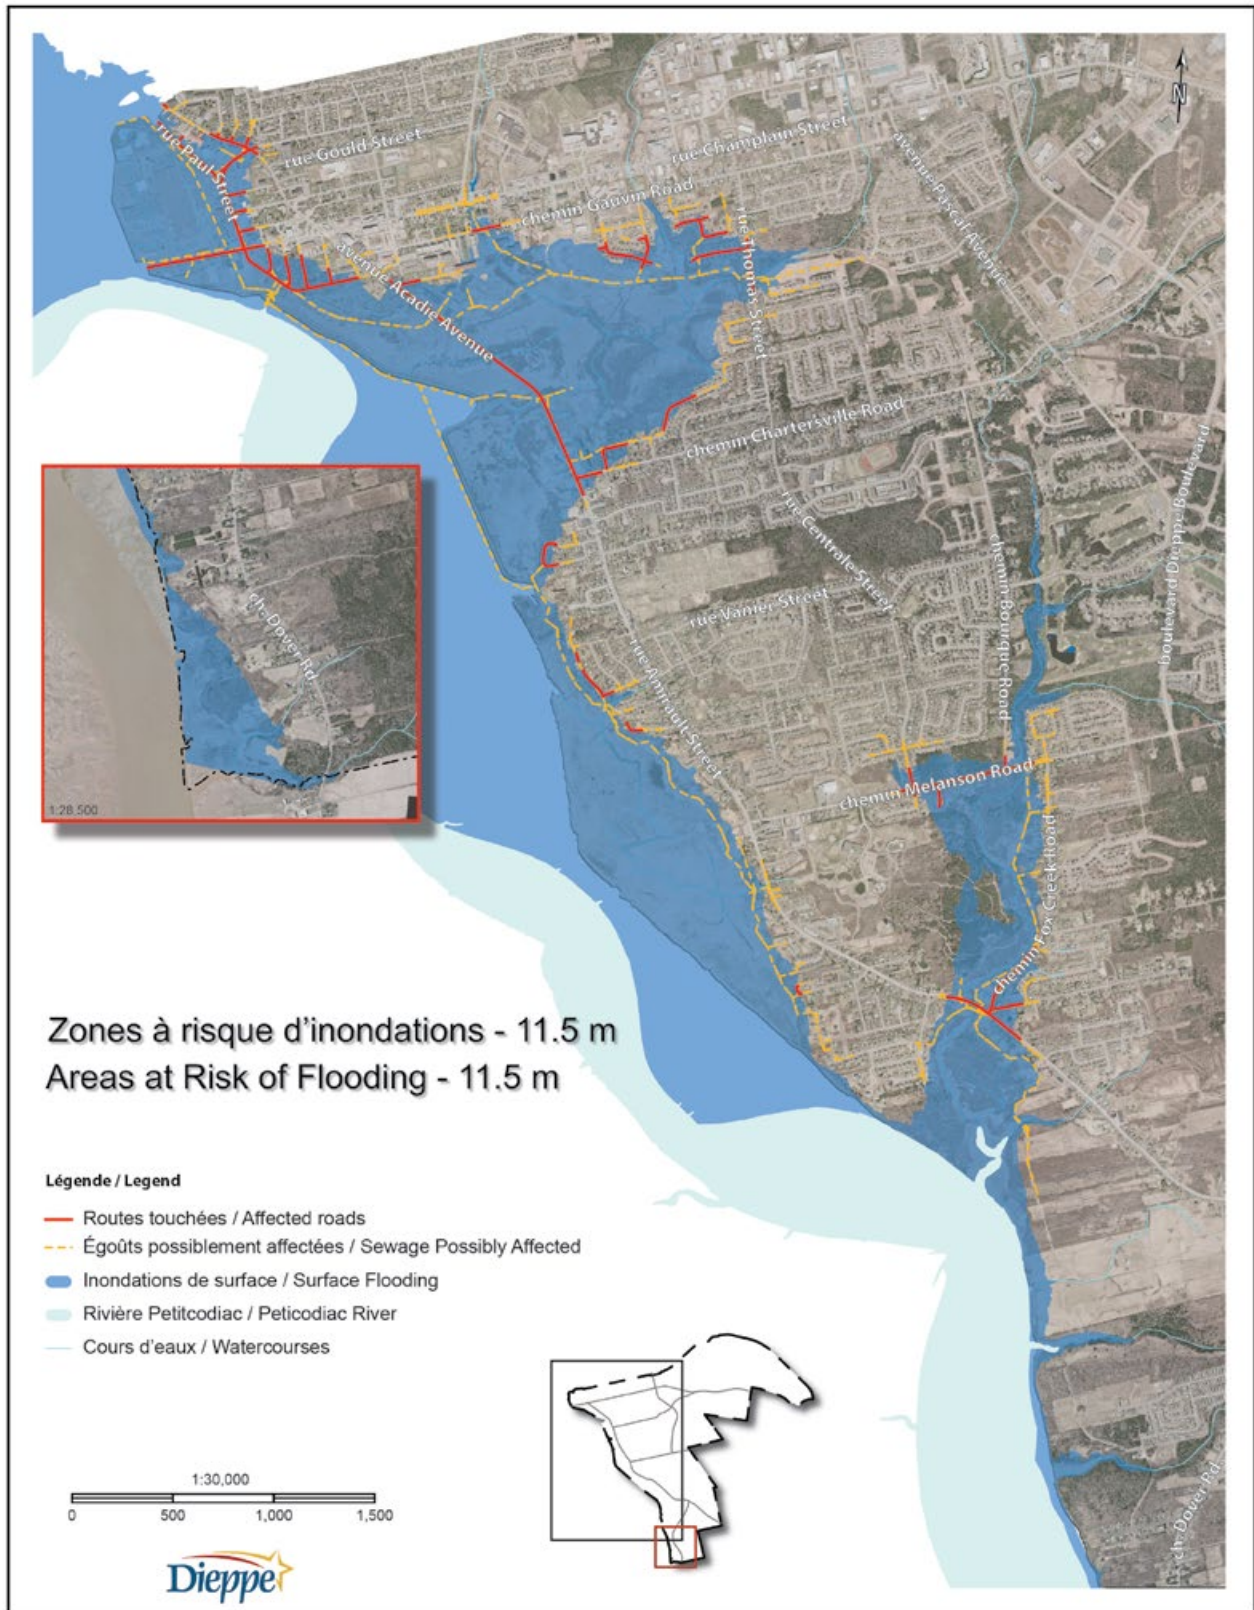 N
rue Gould Street
rue Champlain Street
avenue Pascal Avenue
rue Paul Street
chemin Gauvin Road
rue Thomas Street
avenue Acadie Avenue
chemin Chartersville Road
boulevard Dieppe Boulevard
rue Centrale Street
chemin Bourque Road
ch. Dover Rd.
rue Vanier Street
rue Amirault Street
chemin Melanson Road
1:28,500
chemin Fox Creek Road
Zones à risque d'inondations - 11.5 m
Areas at Risk of Flooding - 11.5 m
Légende / Legend
Routes touchées / Affected roads
Égoûts possiblement affectées / Sewage Possibly Affected
Inondations de surface / Surface Flooding
Rivière Petitcodiac / Peticodiac River
Cours d'eaux / Watercourses
1:30,000
0 500 1,000 1,500
ch. Dover Rd.
Dieppe